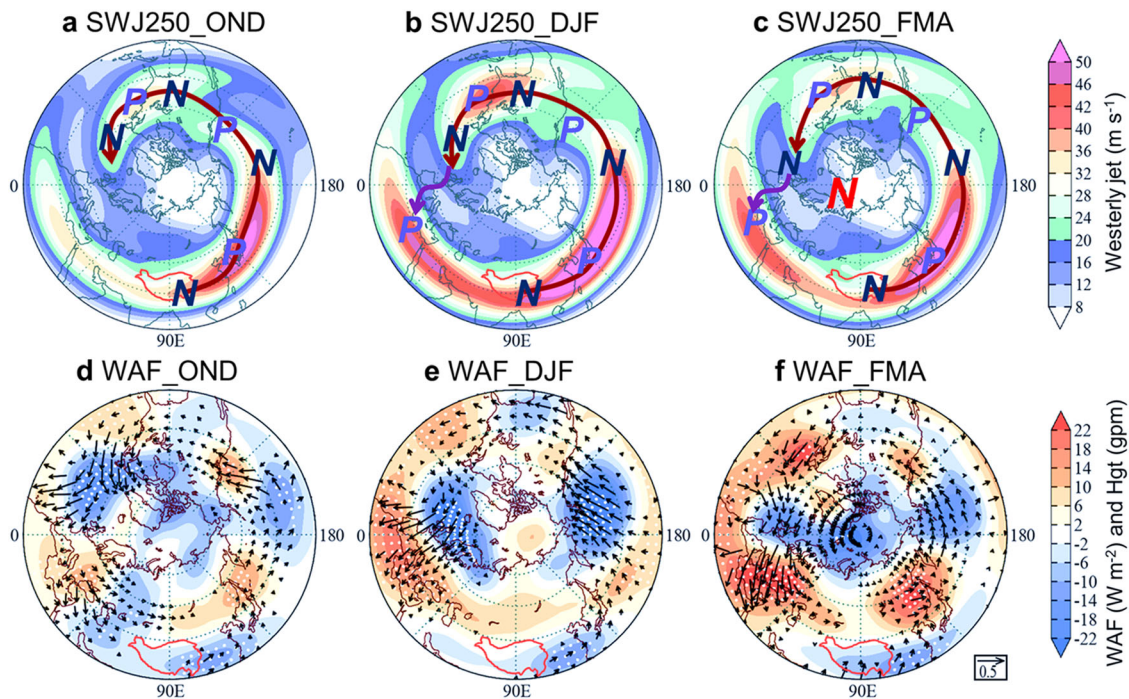 a SWJ250_OND
b SWJ250_DJF
c SWJ250_FMA
N
P
P
N
N
P
N
0
90E
N
P
N
N
P
P
N
0
90E
N
P
P
N
N
N
P
P
N
0
180
180
90E
50
46
42
40
36
32
28
24
20
16
12
8
Westerly jet (m s⁻¹)
d WAF_OND
e WAF_DJF
f WAF_FMA
0
180
90E
0
180
90E
0
90E
0.5
22
18
14
10
6
2
-2
-6
-10
-14
-18
-22
WAF (W m⁻²) and Hgt (gpm)